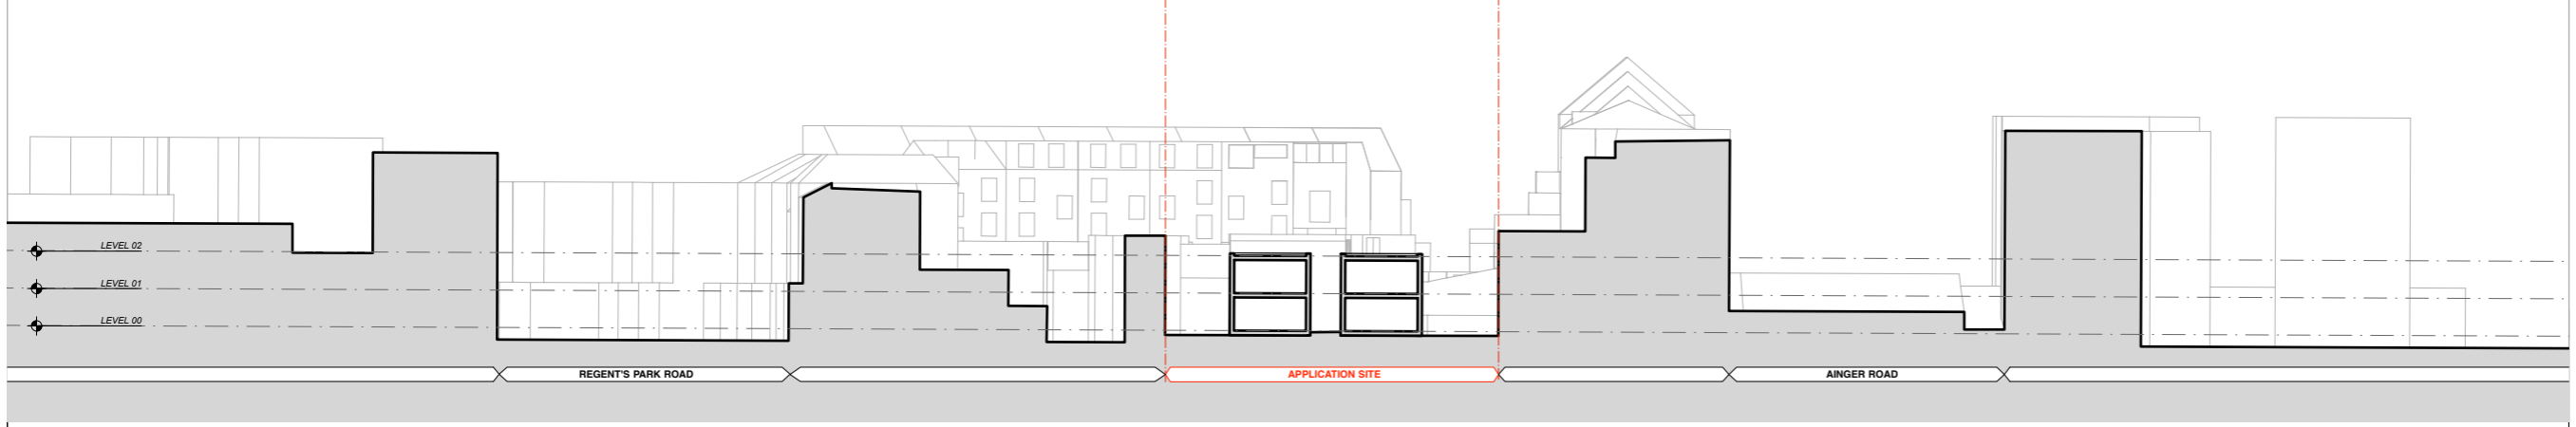 LEVEL 02
LEVEL 01
LEVEL 00
REGENT'S PARK ROAD
APPLICATION SITE
AINGER ROAD